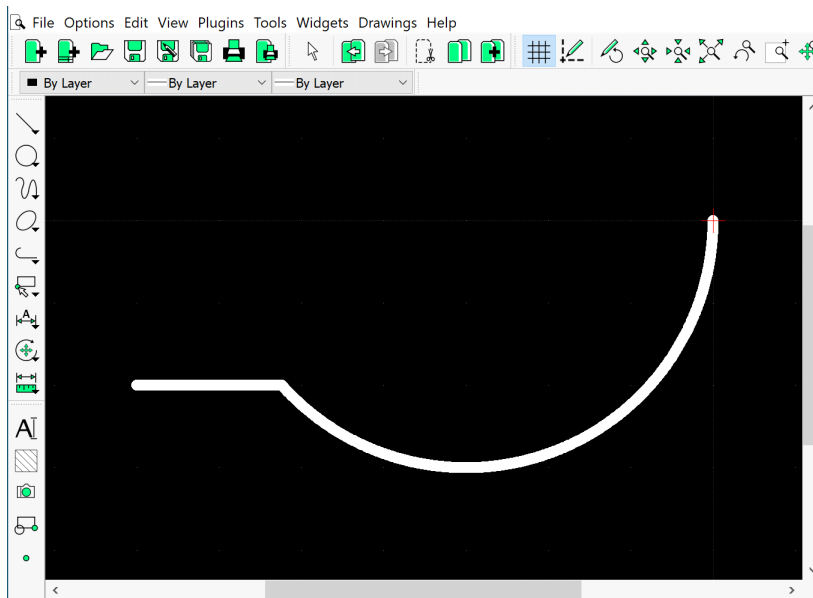 File Options Edit View Plugins Tools Widgets Drawings Help
By Layer By Layer By Layer
A
A